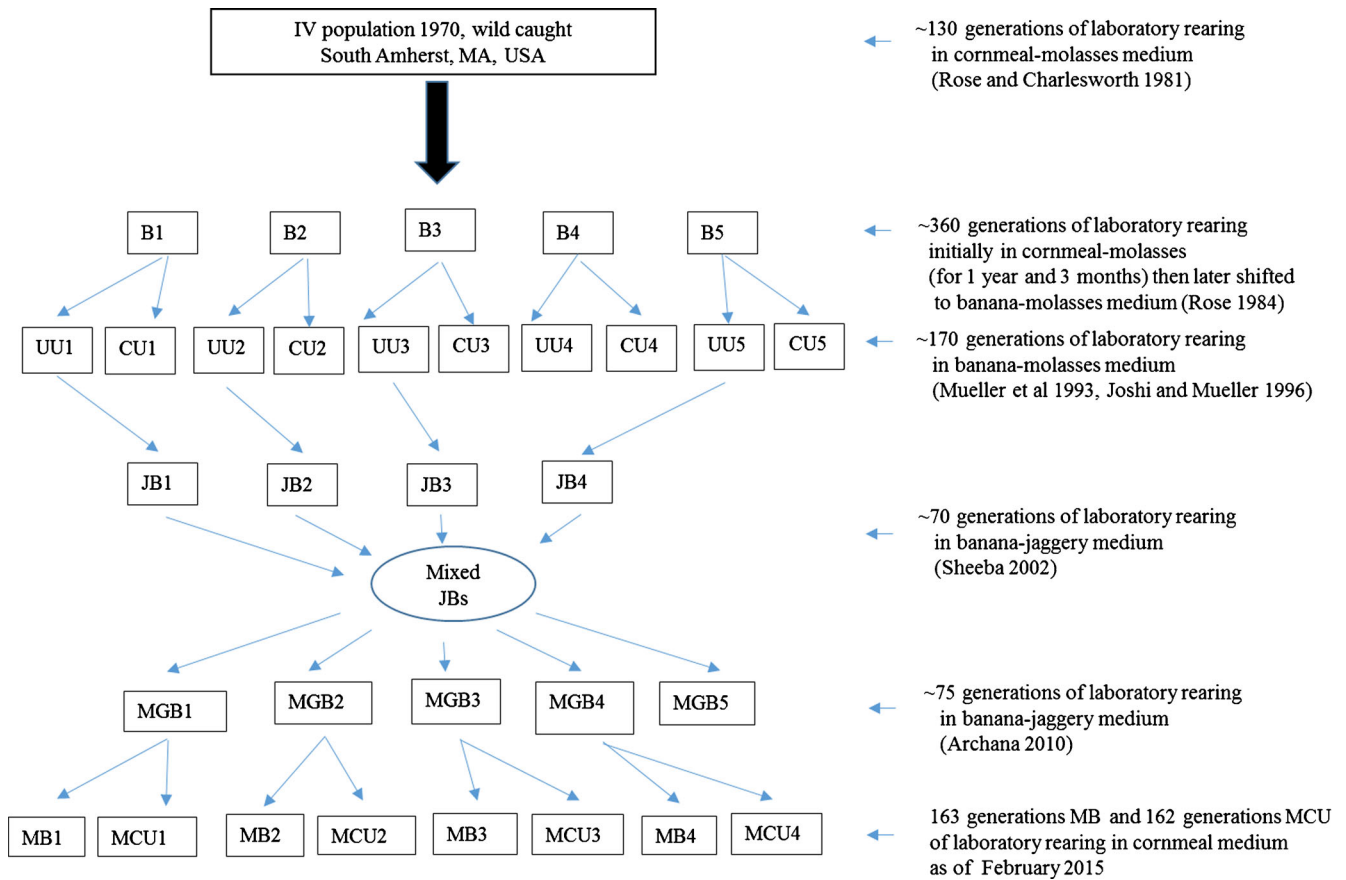 IV population 1970, wild caught
South Amherst, MA, USA
~130 generations of laboratory rearing
in cornmeal-molasses medium
(Rose and Charlesworth 1981)
B1
B2
B3
B4
B5
~360 generations of laboratory rearing
initially in cornmeal-molasses
(for 1 year and 3 months) then later shifted
to banana-molasses medium (Rose 1984)
UU1
CU1
UU2
CU2
UU3
CU3
UU4
CU4
UU5
CU5
~170 generations of laboratory rearing
in banana-molasses medium
(Mueller et al 1993, Joshi and Mueller 1996)
JB1
JB2
JB3
JB4
~70 generations of laboratory rearing
in banana-jaggery medium
(Sheeba 2002)
Mixed
JBs
MGB1
MGB2
MGB3
MGB4
MGB5
~75 generations of laboratory rearing
in banana-jaggery medium
(Archana 2010)
MB1
MCU1
MB2
MCU2
MB3
MCU3
MB4
MCU4
163 generations MB and 162 generations MCU
of laboratory rearing in cornmeal medium
as of February 2015